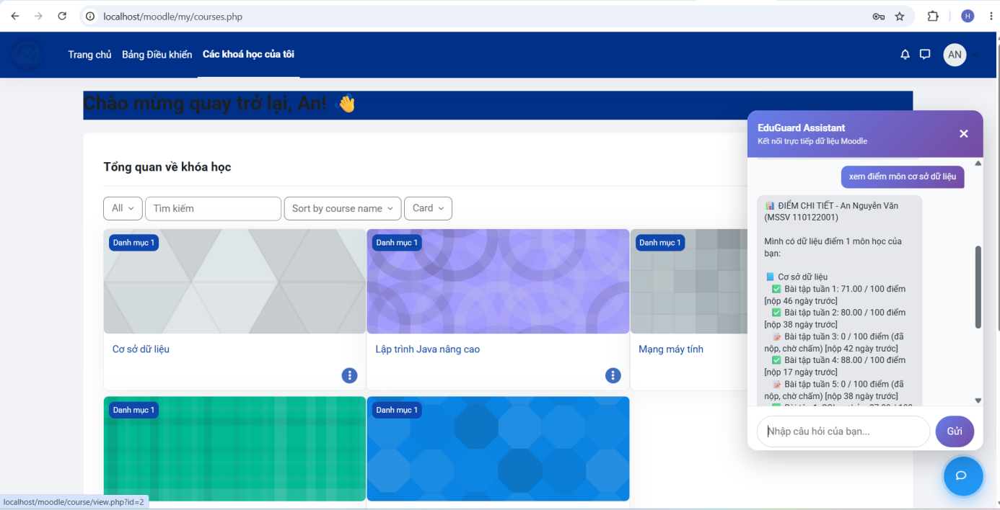 localhost/moodle/my/courses.php
H
Trang chủ Bảng Điều khiển Các khoá học của tôi
AN
Chào mừng quay trở lại, An! 👋
Tổng quan về khóa học
All Tìm kiếm Sort by course name Card
Danh mục 1 Danh mục 1 Danh mục 1
Cơ sở dữ liệu Lập trình Java nâng cao Mạng máy tính
Danh mục 1 Danh mục 1
localhost/moodle/course/view.php?id=2
EduGuard Assistant
Kết nối trực tiếp dữ liệu Moodle
xem điểm môn cơ sở dữ liệu
📊 ĐIỂM CHI TIẾT - An Nguyễn Văn
(MSSV 110122001)
Mình có dữ liệu điểm 1 môn học của
bạn:
📘 Cơ sở dữ liệu
✅ Bài tập tuần 1: 71.00 / 100 điểm
[nộp 46 ngày trước]
✅ Bài tập tuần 2: 80.00 / 100 điểm
[nộp 38 ngày trước]
📝 Bài tập tuần 3: 0 / 100 điểm (đã
nộp, chờ chấm) [nộp 42 ngày trước]
✅ Bài tập tuần 4: 88.00 / 100 điểm
[nộp 17 ngày trước]
📝 Bài tập tuần 5: 0 / 100 điểm (đã
nộp, chờ chấm) [nộp 38 ngày trước]
Nhập câu hỏi của bạn...
Gửi